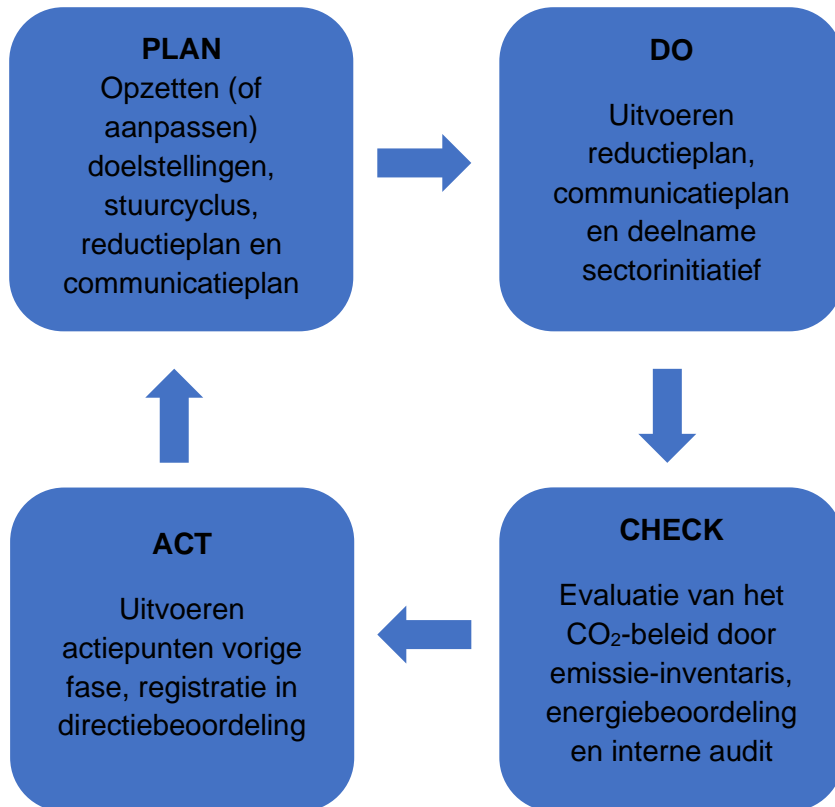 PLAN
Opzetten (of
aanpassen)
doelstellingen,
stuurcyclus,
reductieplan en
communicatieplan
DO
Uitvoeren
reductieplan,
communicatieplan
en deelname
sectorinitiatief
ACT
Uitvoeren
actiepunten vorige
fase, registratie in
directiebeoordeling
CHECK
Evaluatie van het
CO₂-beleid door
emissie-inventaris,
energiebeoordeling
en interne audit